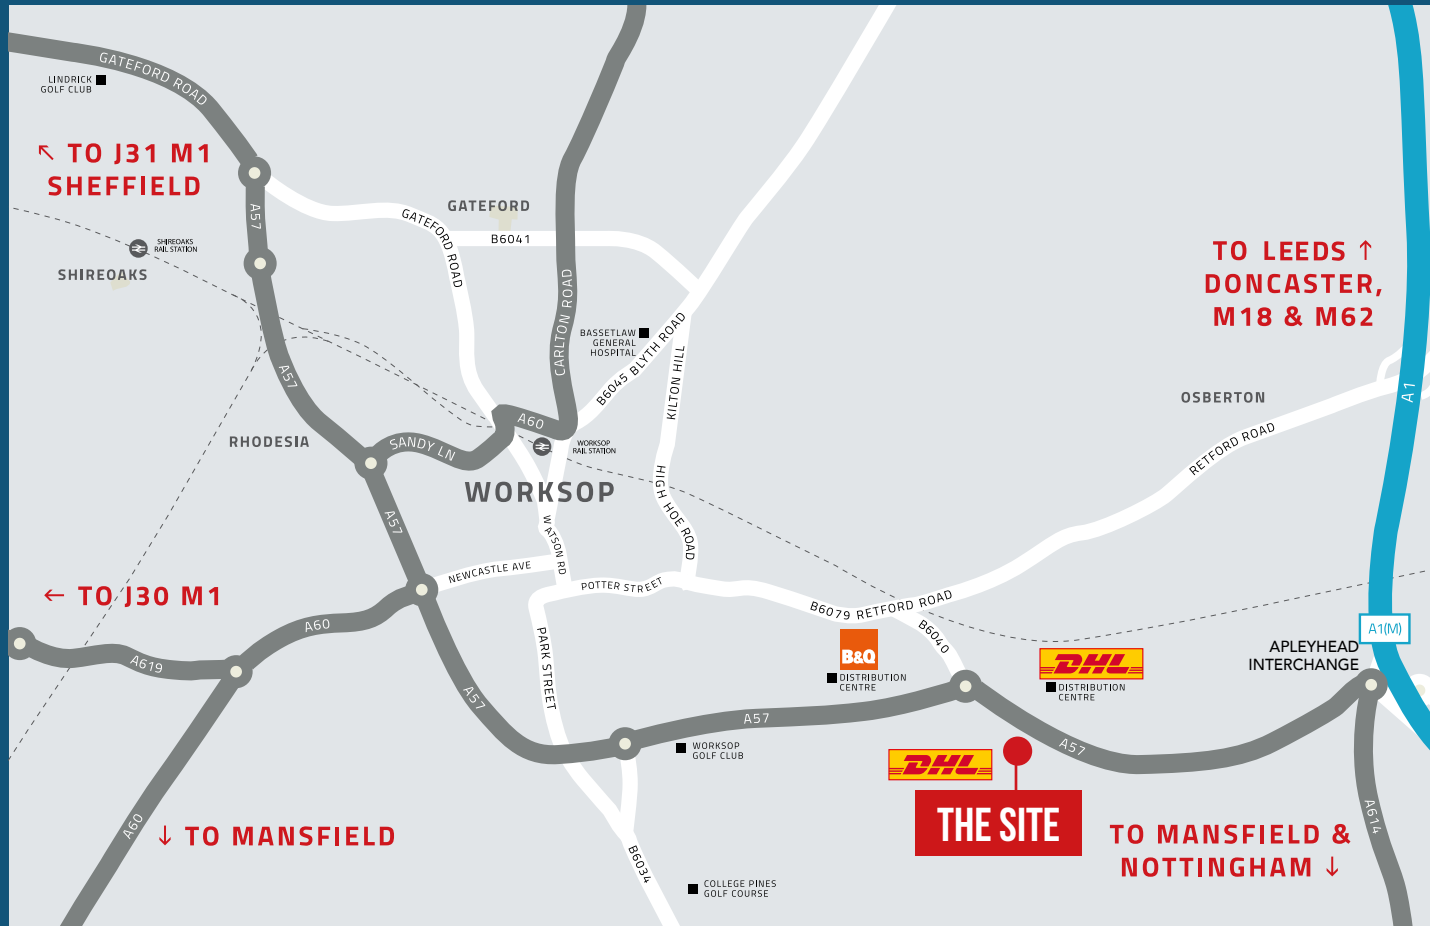 GATEFORD ROAD
LINDRICK
GOLF CLUB
↖ TO J31 M1
SHEFFIELD
A57
SHIREOAKS
RAIL STATION
SHIREOAKS
GATEFORD
GATEFORD ROAD
B6041
CARLTON ROAD
TO LEEDS ↑
DONCASTER,
M18 & M62
BASSETLAW
GENERAL
HOSPITAL
B6045 BLYTH ROAD
KILTON HILL
A57
A1
OSBERTON
RETFORD ROAD
A60
RHODESIA
SANDY LN
WORKSOP
RAIL STATION
WORKSOP
HIGH HOE ROAD
A57
WATSON RD
NEWCASTLE AVE
POTTER STREET
← TO J30 M1
B6079 RETFORD ROAD
A60
B6040
A1(M)
A619
PARK STREET
B&Q
DISTRIBUTION
CENTRE
DHL
DISTRIBUTION
CENTRE
APLEYHEAD
INTERCHANGE
A57
A57
WORKSOP
GOLF CLUB
A57
DHL
THE SITE
A60
↓ TO MANSFIELD
TO MANSFIELD &
NOTTINGHAM ↓
A614
B6034
COLLEGE PINES
GOLF COURSE